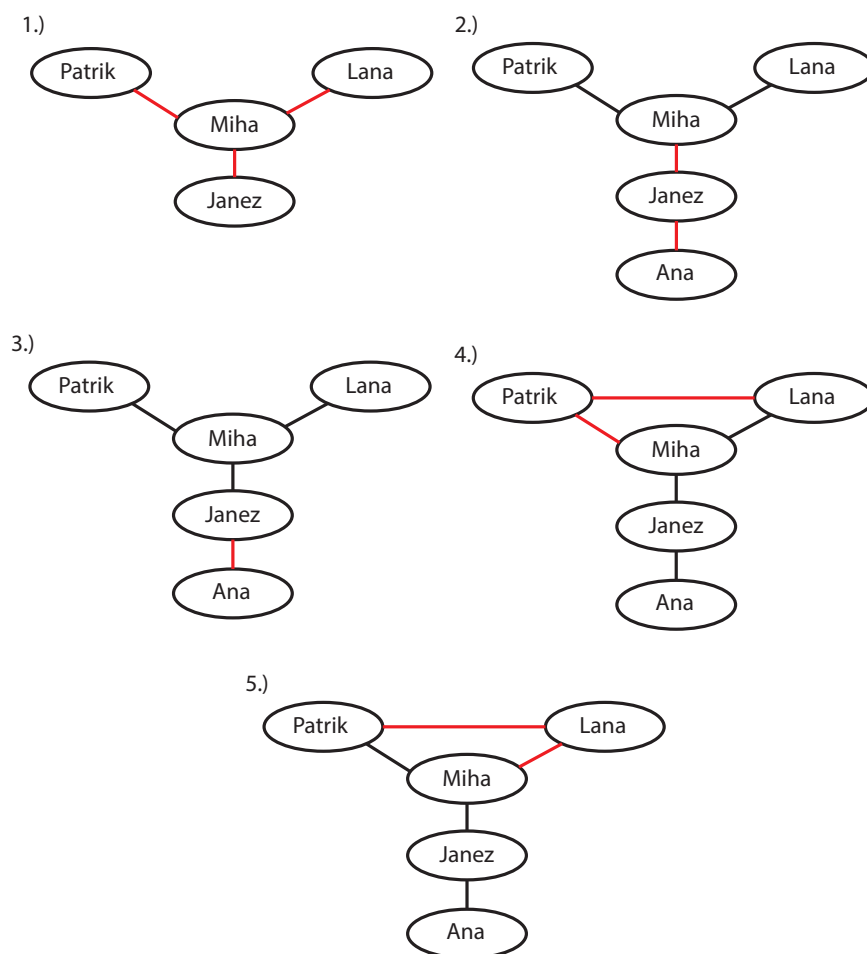 1.)
Patrik
Lana
Miha
Janez
2.)
Patrik
Lana
Miha
Janez
Ana
3.)
Patrik
Lana
Miha
Janez
Ana
4.)
Patrik
Lana
Miha
Janez
Ana
5.)
Patrik
Lana
Miha
Janez
Ana